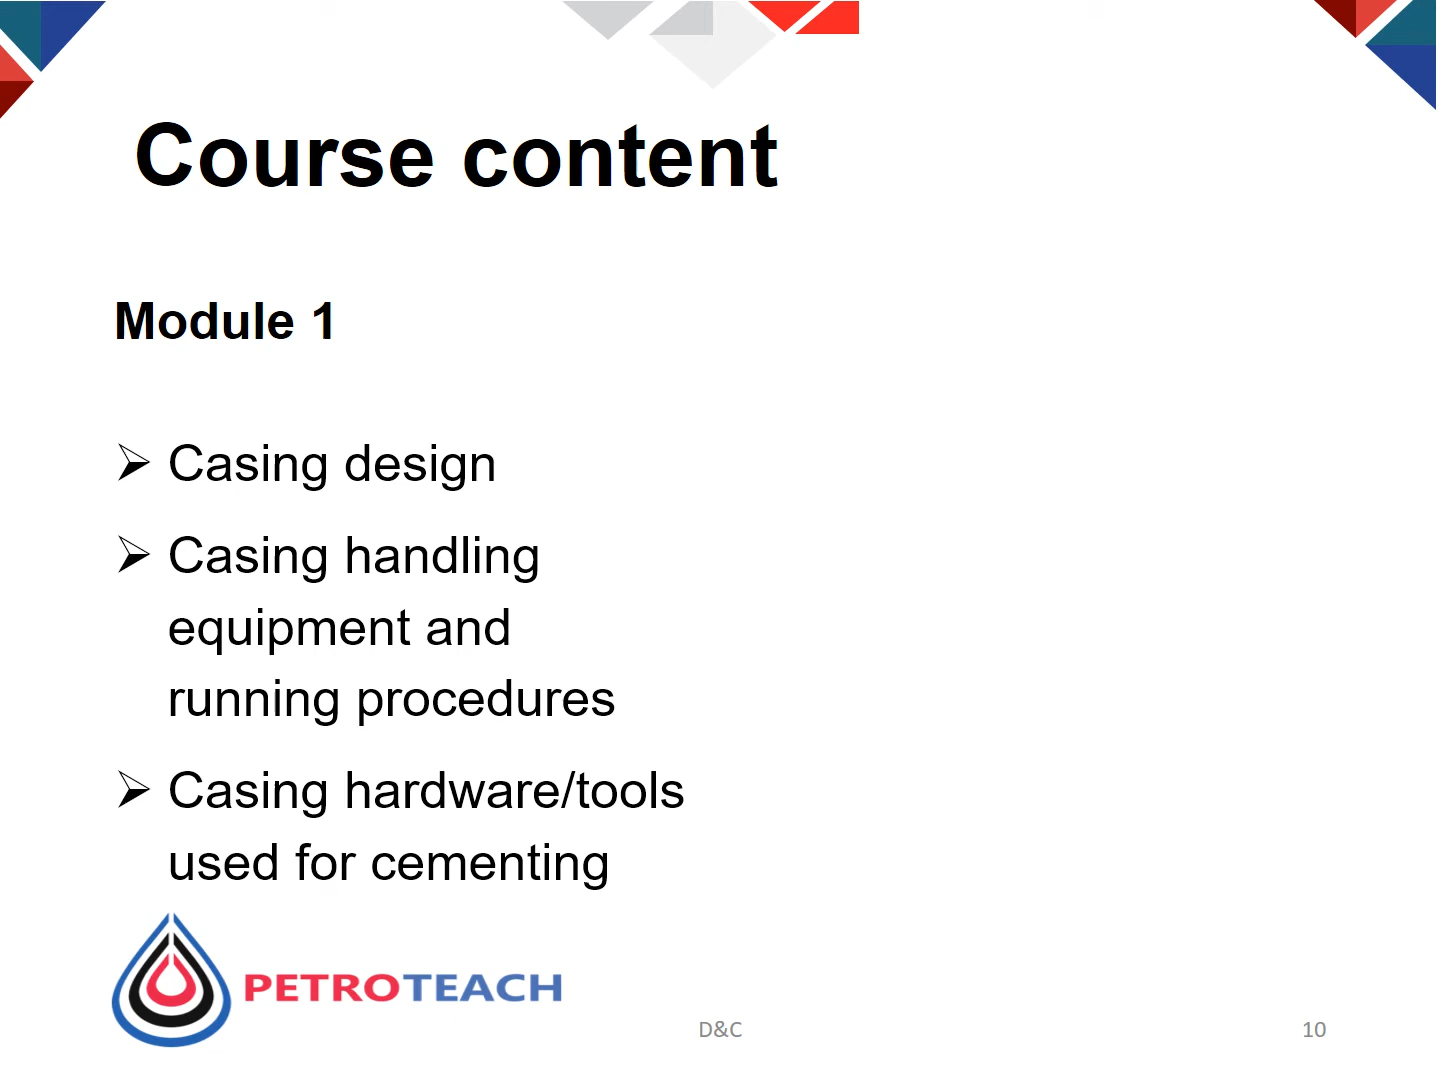 Course content
Module 1
➢ Casing design
➢ Casing handling
equipment and
running procedures
➢ Casing hardware/tools
used for cementing
PETROTEACH
D&C
10